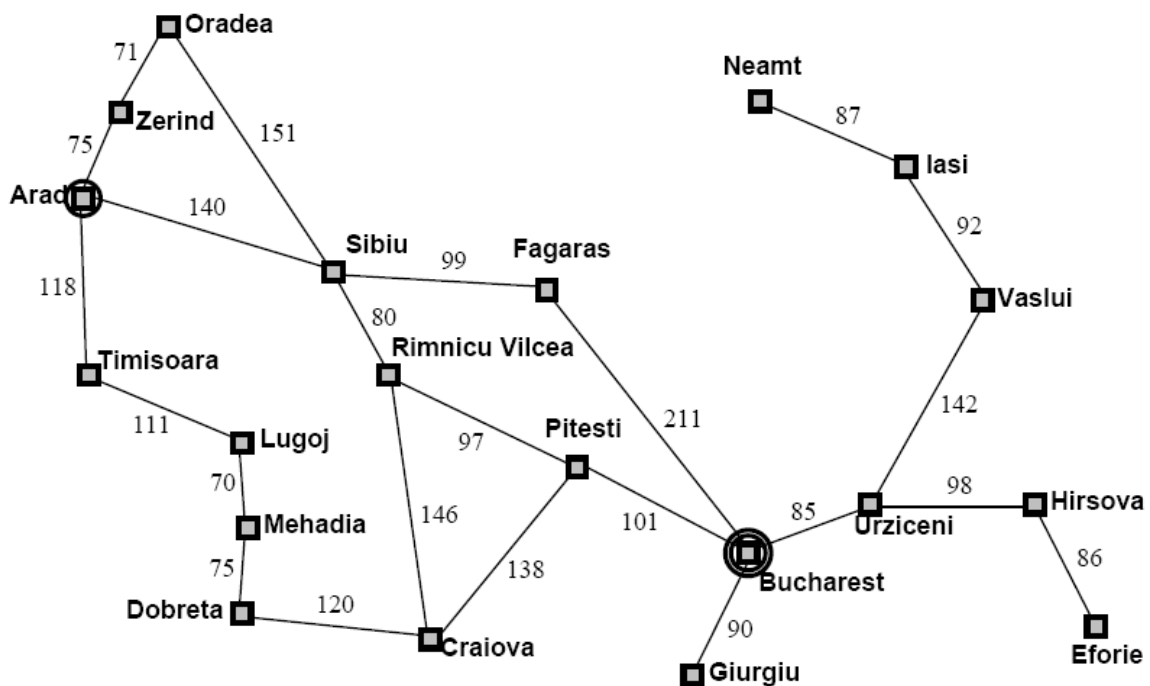 Oradea
71
Neamt
87
Zerind
151
75
Iasi
Arad
140
92
Sibiu
Fagaras
99
118
Vaslui
80
Rimnicu Vilcea
Timisoara
142
111
211
Pitesti
Lugoj
97
70
98
Hirsova
146
101
85
Urziceni
Mehadia
86
75
138
Bucharest
Dobreta
120
90
Craiova
Eforie
Giurgiu